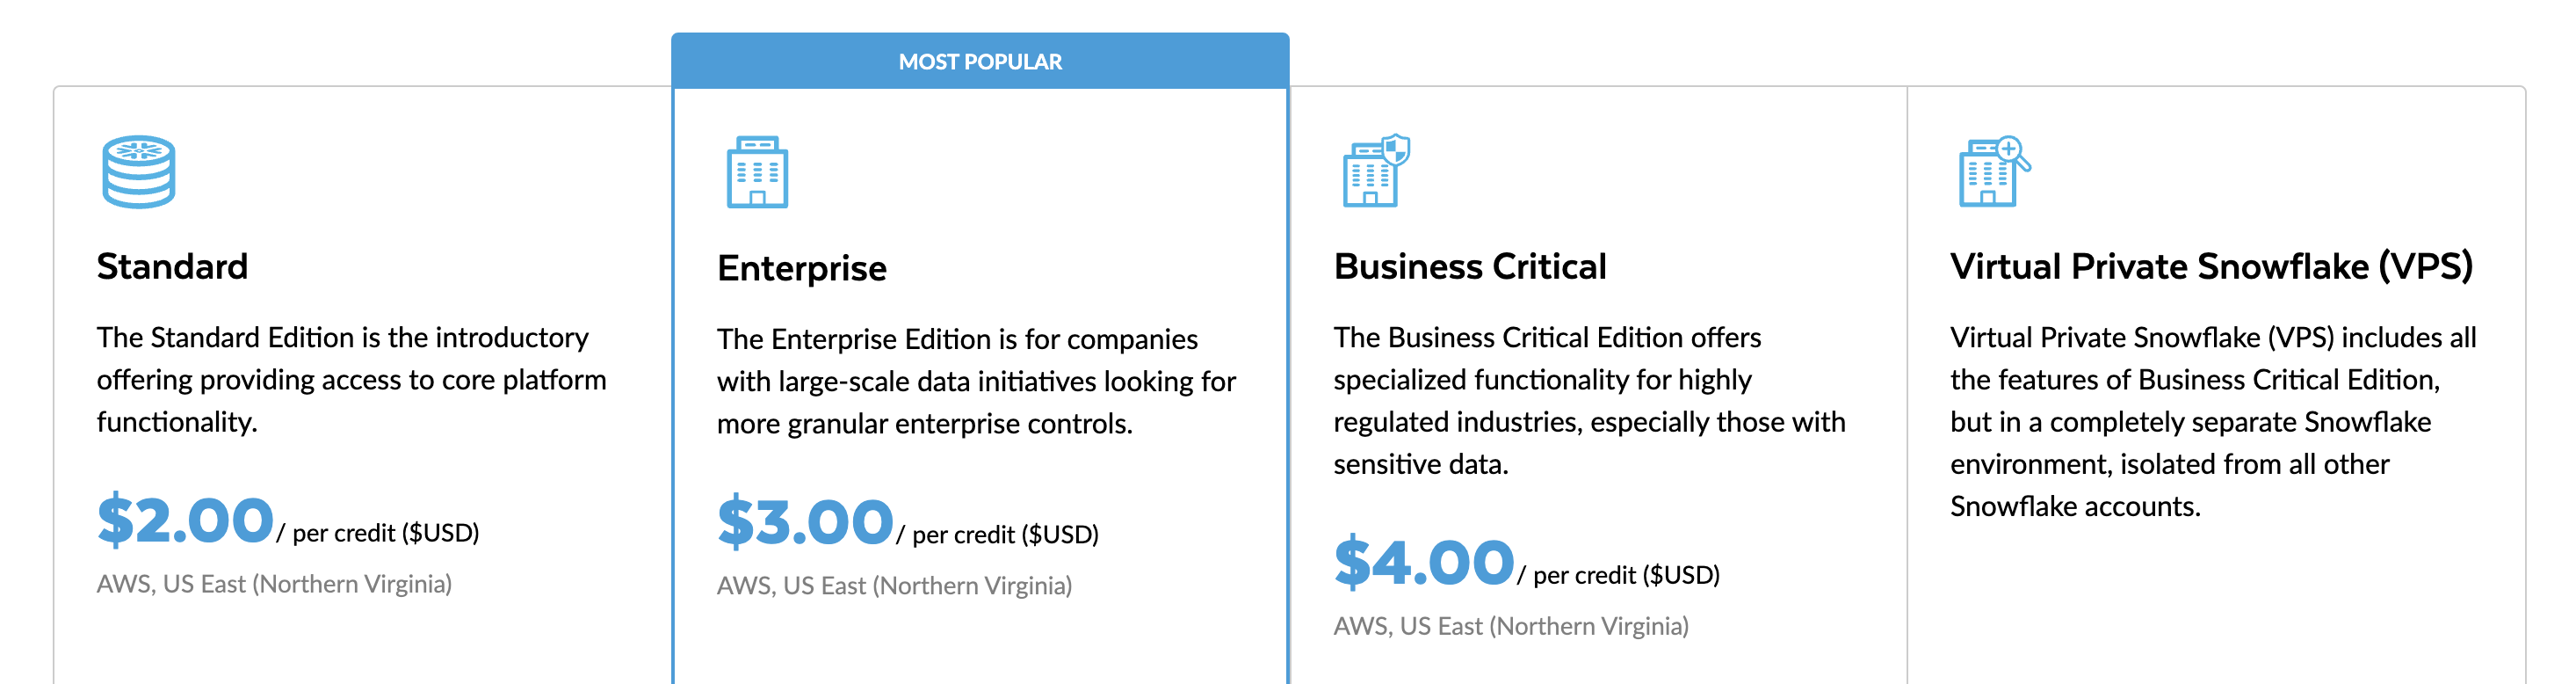 MOST POPULAR
Standard
The Standard Edition is the introductory
offering providing access to core platform
functionality.
$2.00/ per credit ($USD)
AWS, US East (Northern Virginia)
Enterprise
The Enterprise Edition is for companies
with large-scale data initiatives looking for
more granular enterprise controls.
$3.00/ per credit ($USD)
AWS, US East (Northern Virginia)
Business Critical
The Business Critical Edition offers
specialized functionality for highly
regulated industries, especially those with
sensitive data.
$4.00/ per credit ($USD)
AWS, US East (Northern Virginia)
Virtual Private Snowflake (VPS)
Virtual Private Snowflake (VPS) includes all
the features of Business Critical Edition,
but in a completely separate Snowflake
environment, isolated from all other
Snowflake accounts.